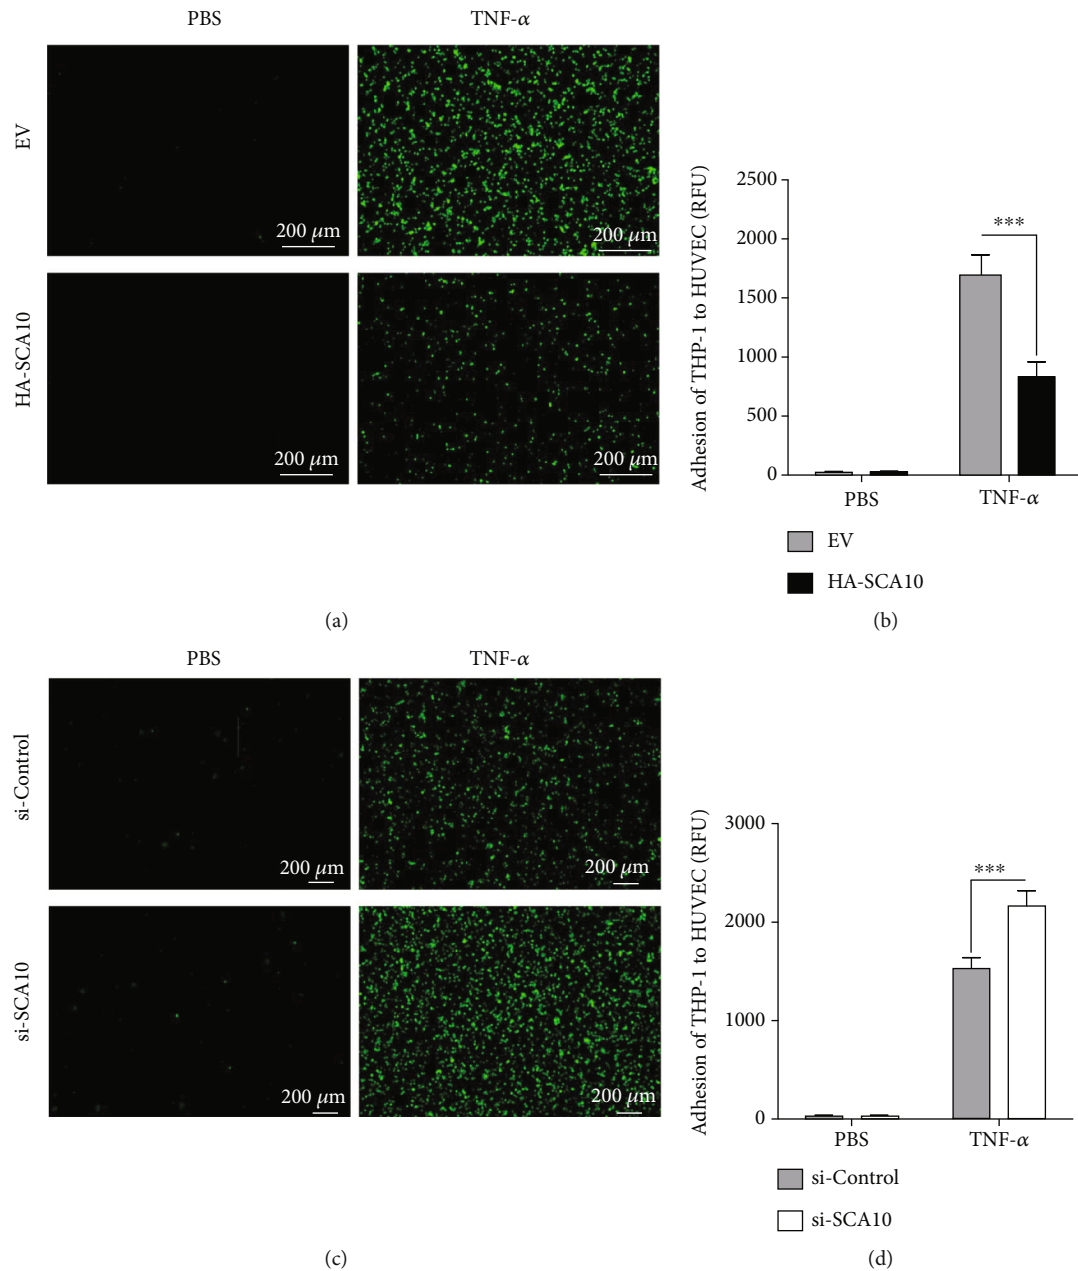 PBS
TNF-α
EV
200 μm
200 μm
HA-SCA10
200 μm
200 μm
(a)
Adhesion of THP-1 to HUVEC (RFU)
2500
2000
1500
1000
500
0
***
PBS
TNF-α
EV
HA-SCA10
(b)
PBS
TNF-α
si-Control
200 μm
200 μm
si-SCA10
200 μm
200 μm
(c)
Adhesion of THP-1 to HUVEC (RFU)
3000
2000
1000
0
***
PBS
TNF-α
si-Control
si-SCA10
(d)